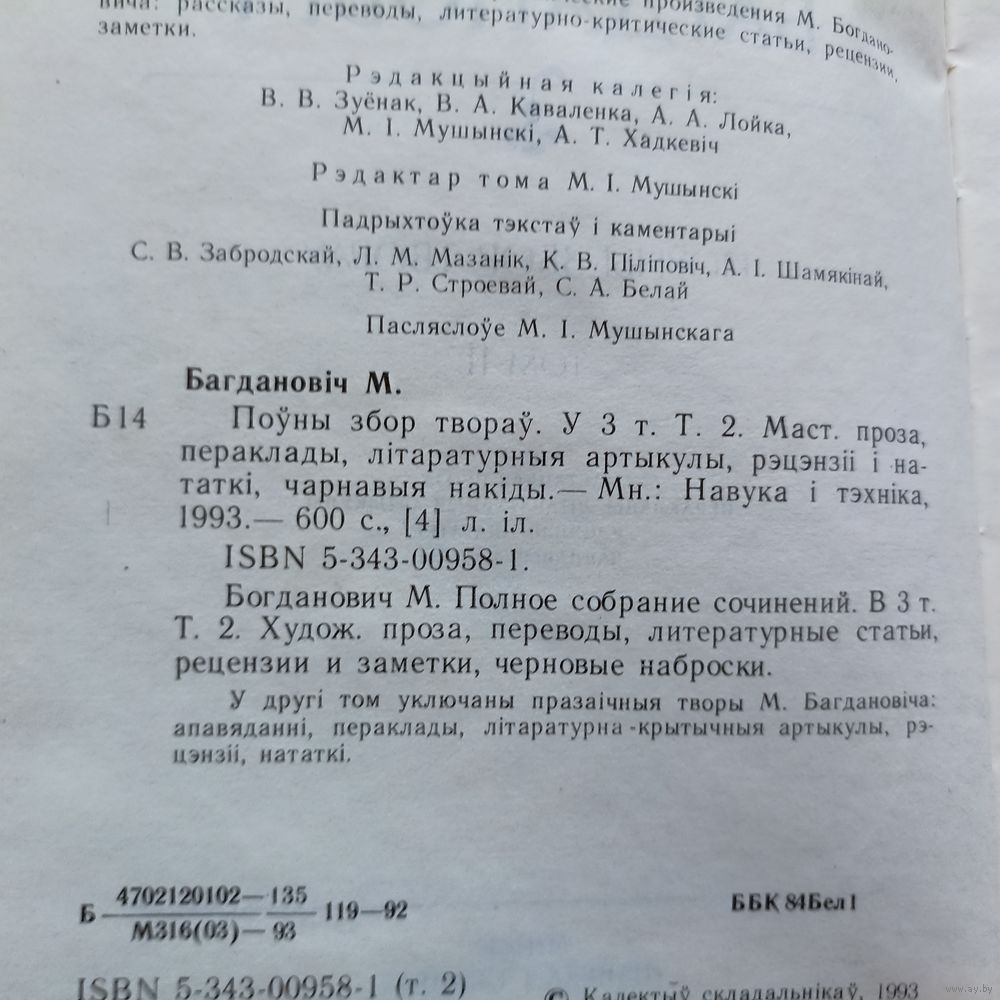 вича: рассказы, переводы, литературно-критические статьи, рецензии,
произведения М. Богдано-
заметки.
Рэдакцыйная калегія:
В. В. Зуёнак, В. А. Каваленка, А. А. Лойка,
М. І. Мушынскі, А. Т. Хадкевіч
Рэдактар тома М. І. Мушынскі
Падрыхтоўка тэкстаў і каментарыі
С. В. Забродскай, Л. М. Мазанік, К. В. Піліповіч, А. І. Шамякінай,
Т. Р. Строевай, С. А. Белай
Пасляслоўе М. І. Мушынскага
Багдановіч М.
Б14 Поўны збор твораў. У 3 т. Т. 2. Маст. проза,
пераклады, літаратурныя артыкулы, рэцэнзіі і на-
таткі, чарнавыя накіды.— Мн.: Навука і тэхніка,
1993.— 600 с., [4] л. іл.
ISBN 5-343-00958-1.
Богданович М. Полное собрание сочинений. В 3 т.
Т. 2. Худож. проза, переводы, литературные статьи,
рецензии и заметки, черновые наброски.
У другі том уключаны празаічныя творы М. Багдановіча:
апавяданні, пераклады, літаратурна-крытычныя артыкулы, рэ-
цэнзіі, нататкі.
4702120102—135
Б 119—92 ББК 84Бел1
М316(03)—93
ISBN 5-343-00958-1 (т. 2)
© Калектыў складальнікаў, 1993
www.ay.by